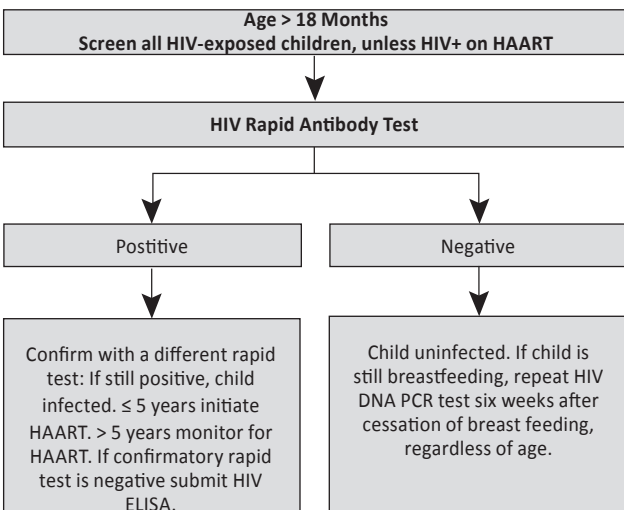 Age > 18 Months
Screen all HIV-exposed children, unless HIV+ on HAART
HIV Rapid Antibody Test
Postitive
Negative
Confirm with a different rapid
test: If still positive, child
infected. ≤ 5 years initiate
HAART. > 5 years monitor for
HAART. If confirmatory rapid
test is negative submit HIV
ELISA.
Child uninfected. If child is
still breastfeeding, repeat HIV
DNA PCR test six weeks after
cessation of breast feeding,
regardless of age.